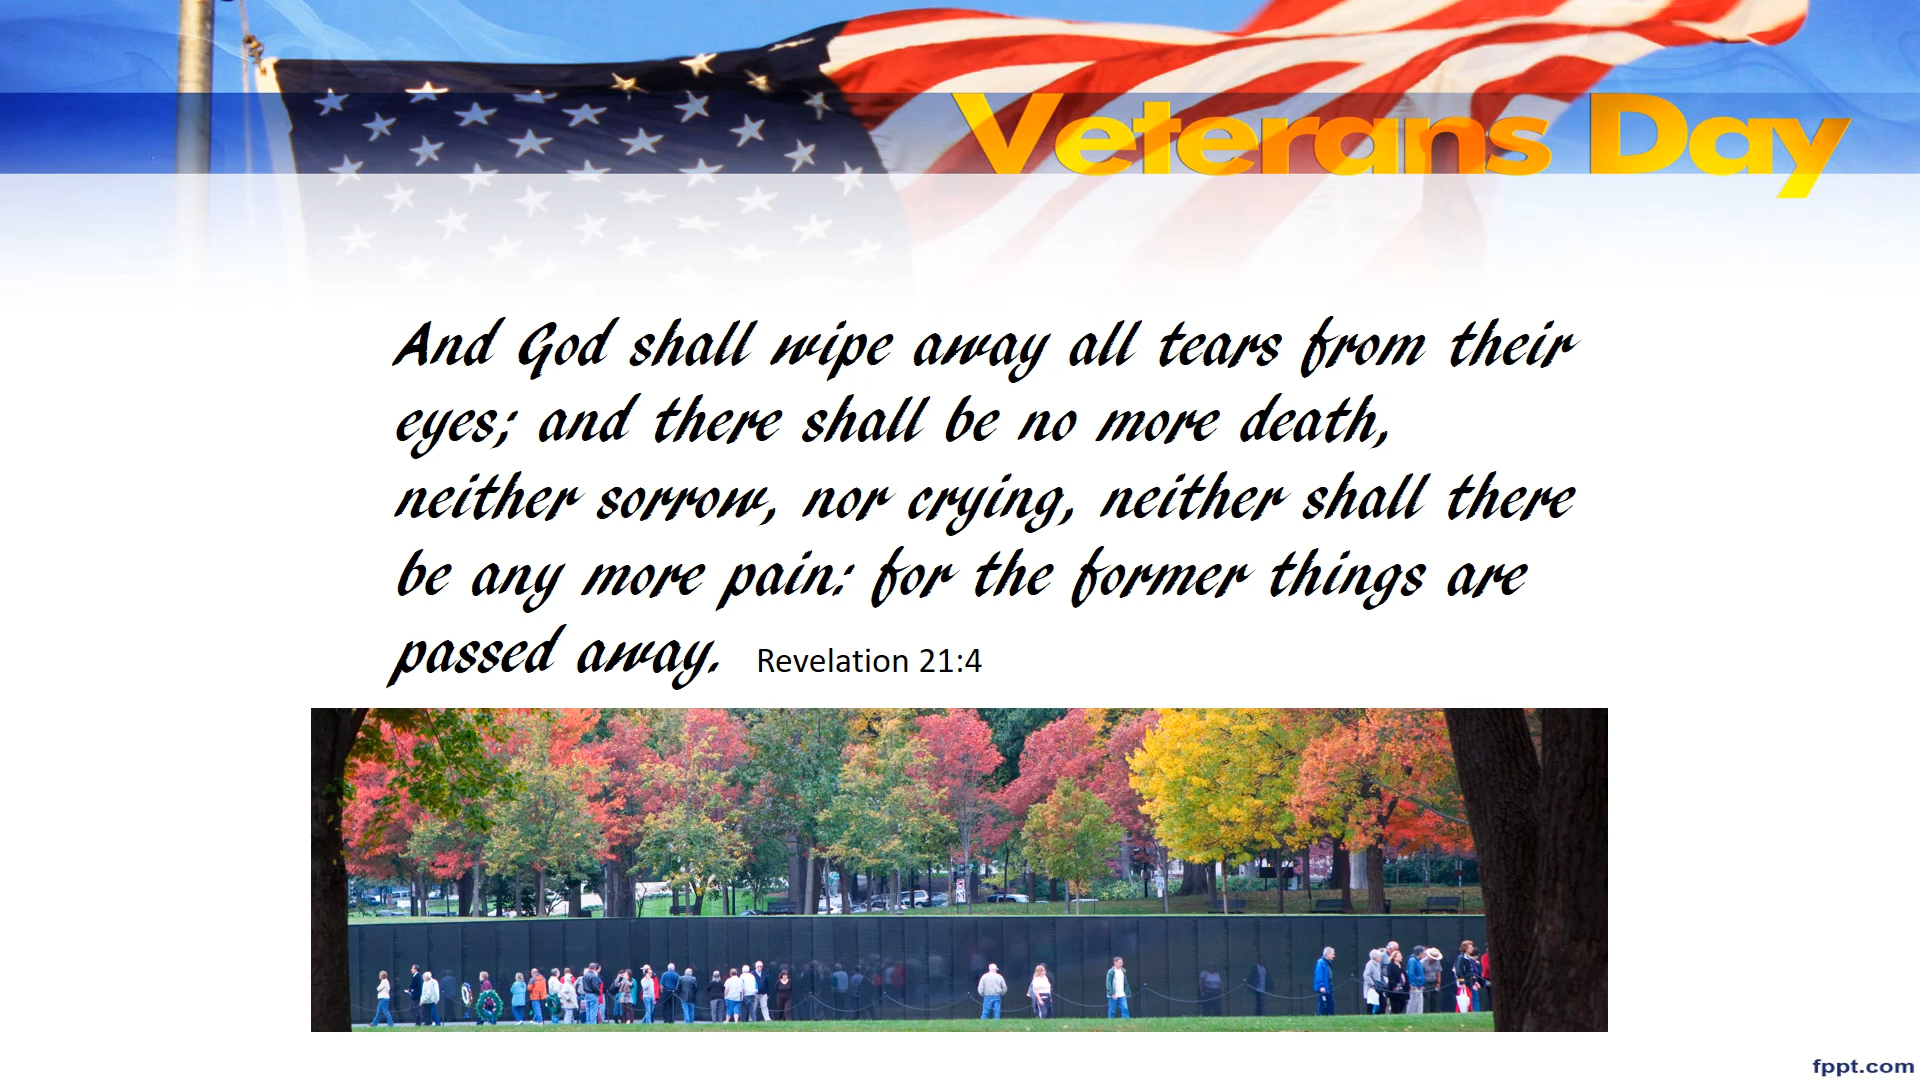 Veterans Day
And God shall wipe away all tears from their
eyes; and there shall be no more death,
neither sorrow, nor crying, neither shall there
be any more pain: for the former things are
passed away. Revelation 21:4
fppt.com